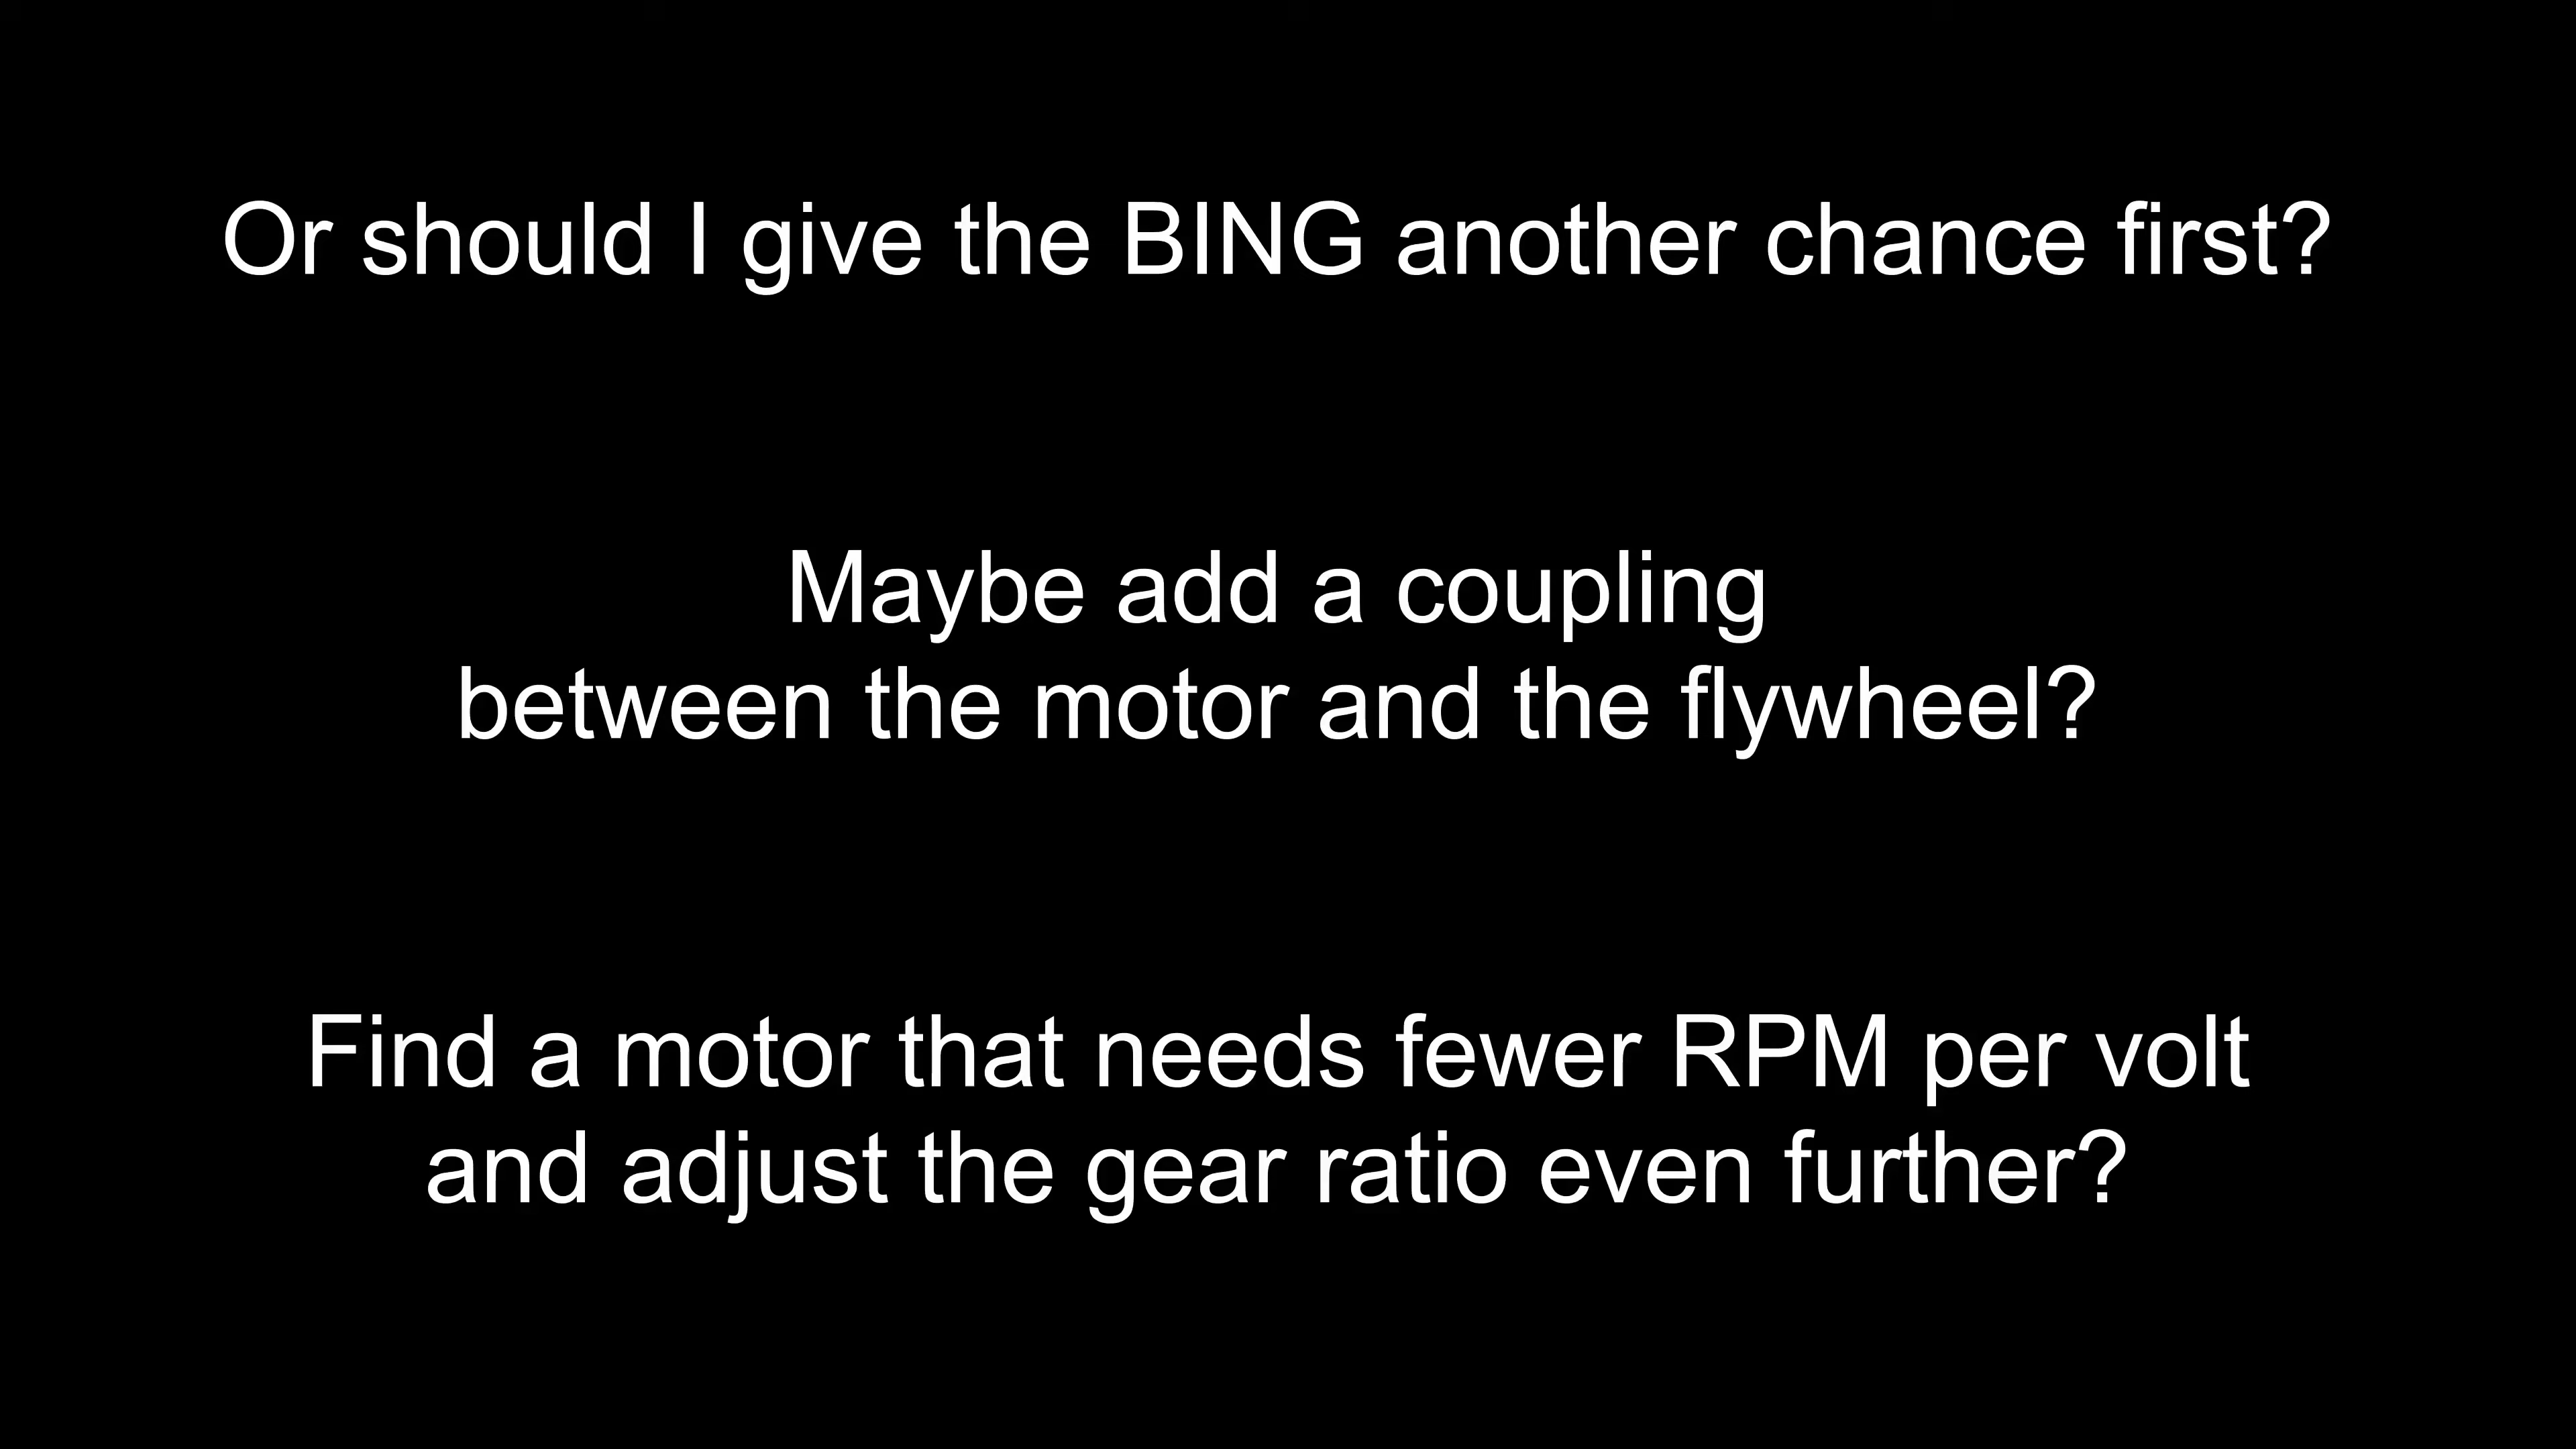 Or should I give the BING another chance first?
Maybe add a coupling
between the motor and the flywheel?
Find a motor that needs fewer RPM per volt
and adjust the gear ratio even further?